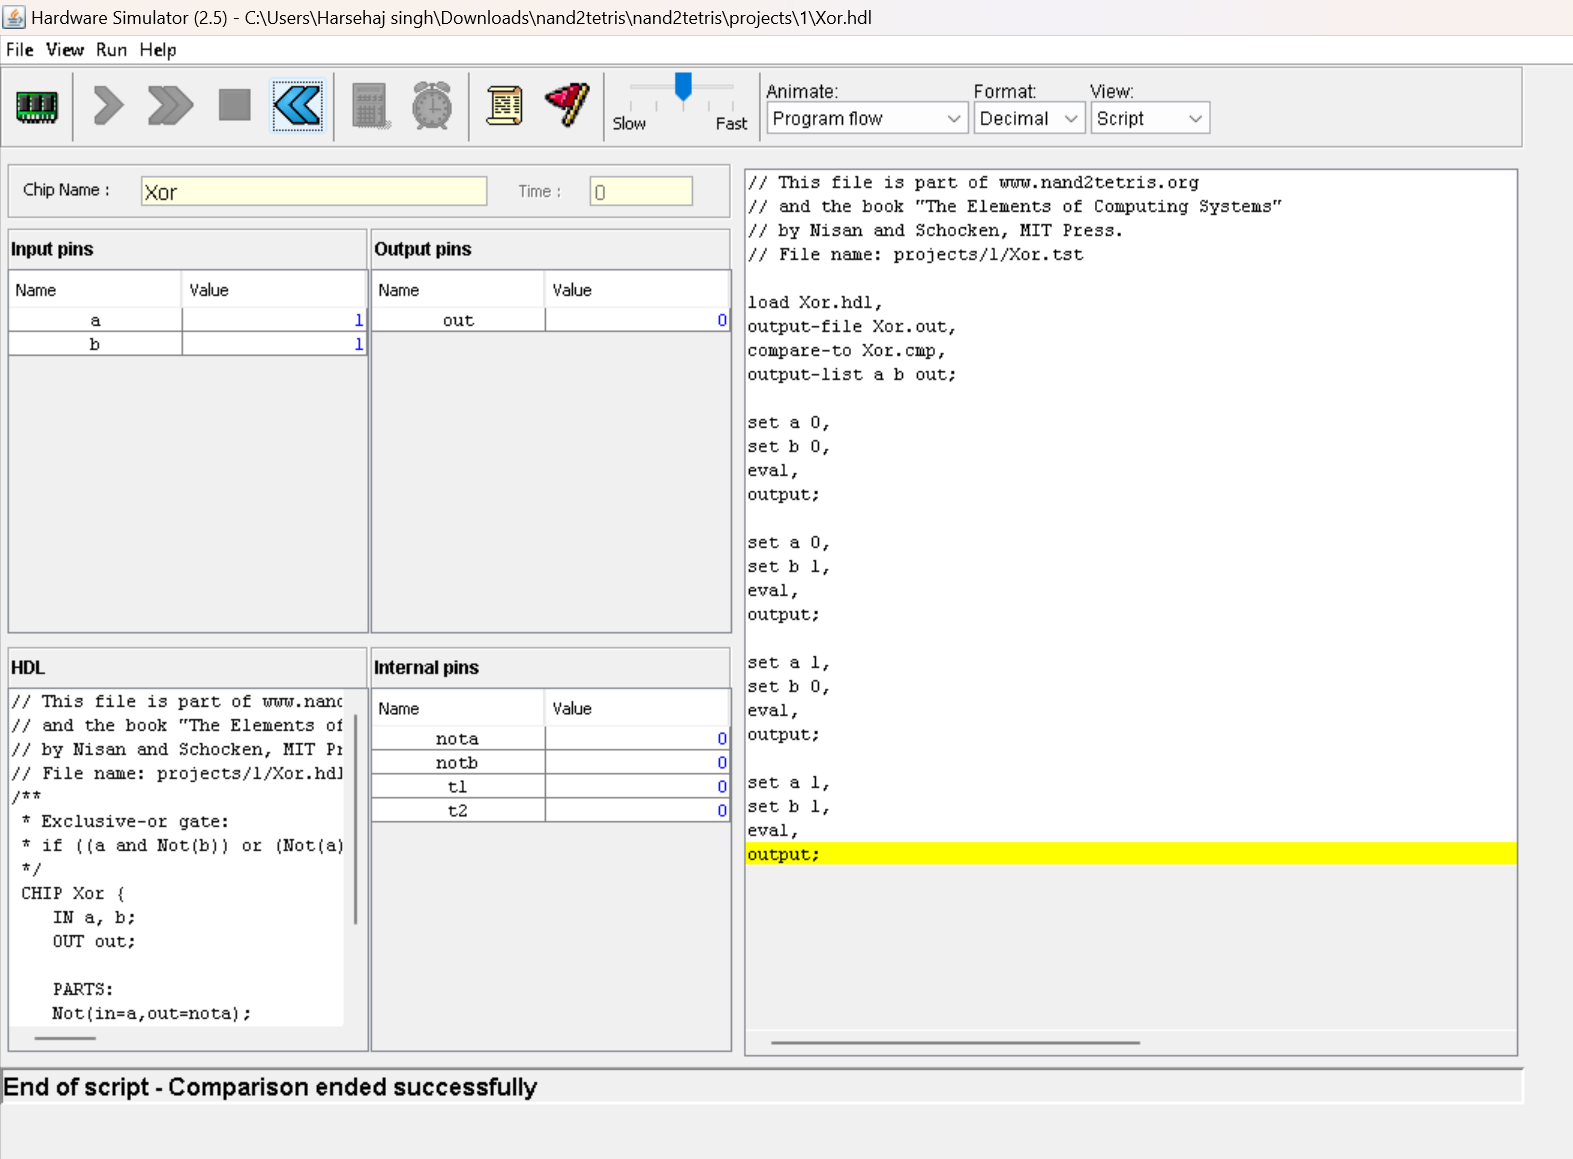 Hardware Simulator (2.5) - C:\Users\Harsehaj singh\Downloads\nand2tetris\nand2tetris\projects\1\Xor.hdl
File View Run Help
Slow Fast
Animate: Format: View:
Program flow Decimal Script
Chip Name : Xor Time : 0
Input pins
Name Value
a 1
b 1
Output pins
Name Value
out 0
HDL
// This file is part of www.nanc
// and the book "The Elements of
// by Nisan and Schocken, MIT Pr
// File name: projects/1/Xor.hdl
/**
* Exclusive-or gate:
* if ((a and Not(b)) or (Not(a)
*/
CHIP Xor {
IN a, b;
OUT out;
PARTS:
Not(in=a,out=nota);
Internal pins
Name Value
nota 0
notb 0
t1 0
t2 0
// This file is part of www.nand2tetris.org
// and the book "The Elements of Computing Systems"
// by Nisan and Schocken, MIT Press.
// File name: projects/1/Xor.tst
load Xor.hdl,
output-file Xor.out,
compare-to Xor.cmp,
output-list a b out;
set a 0,
set b 0,
eval,
output;
set a 0,
set b 1,
eval,
output;
set a 1,
set b 0,
eval,
output;
set a 1,
set b 1,
eval,
output;
End of script - Comparison ended successfully